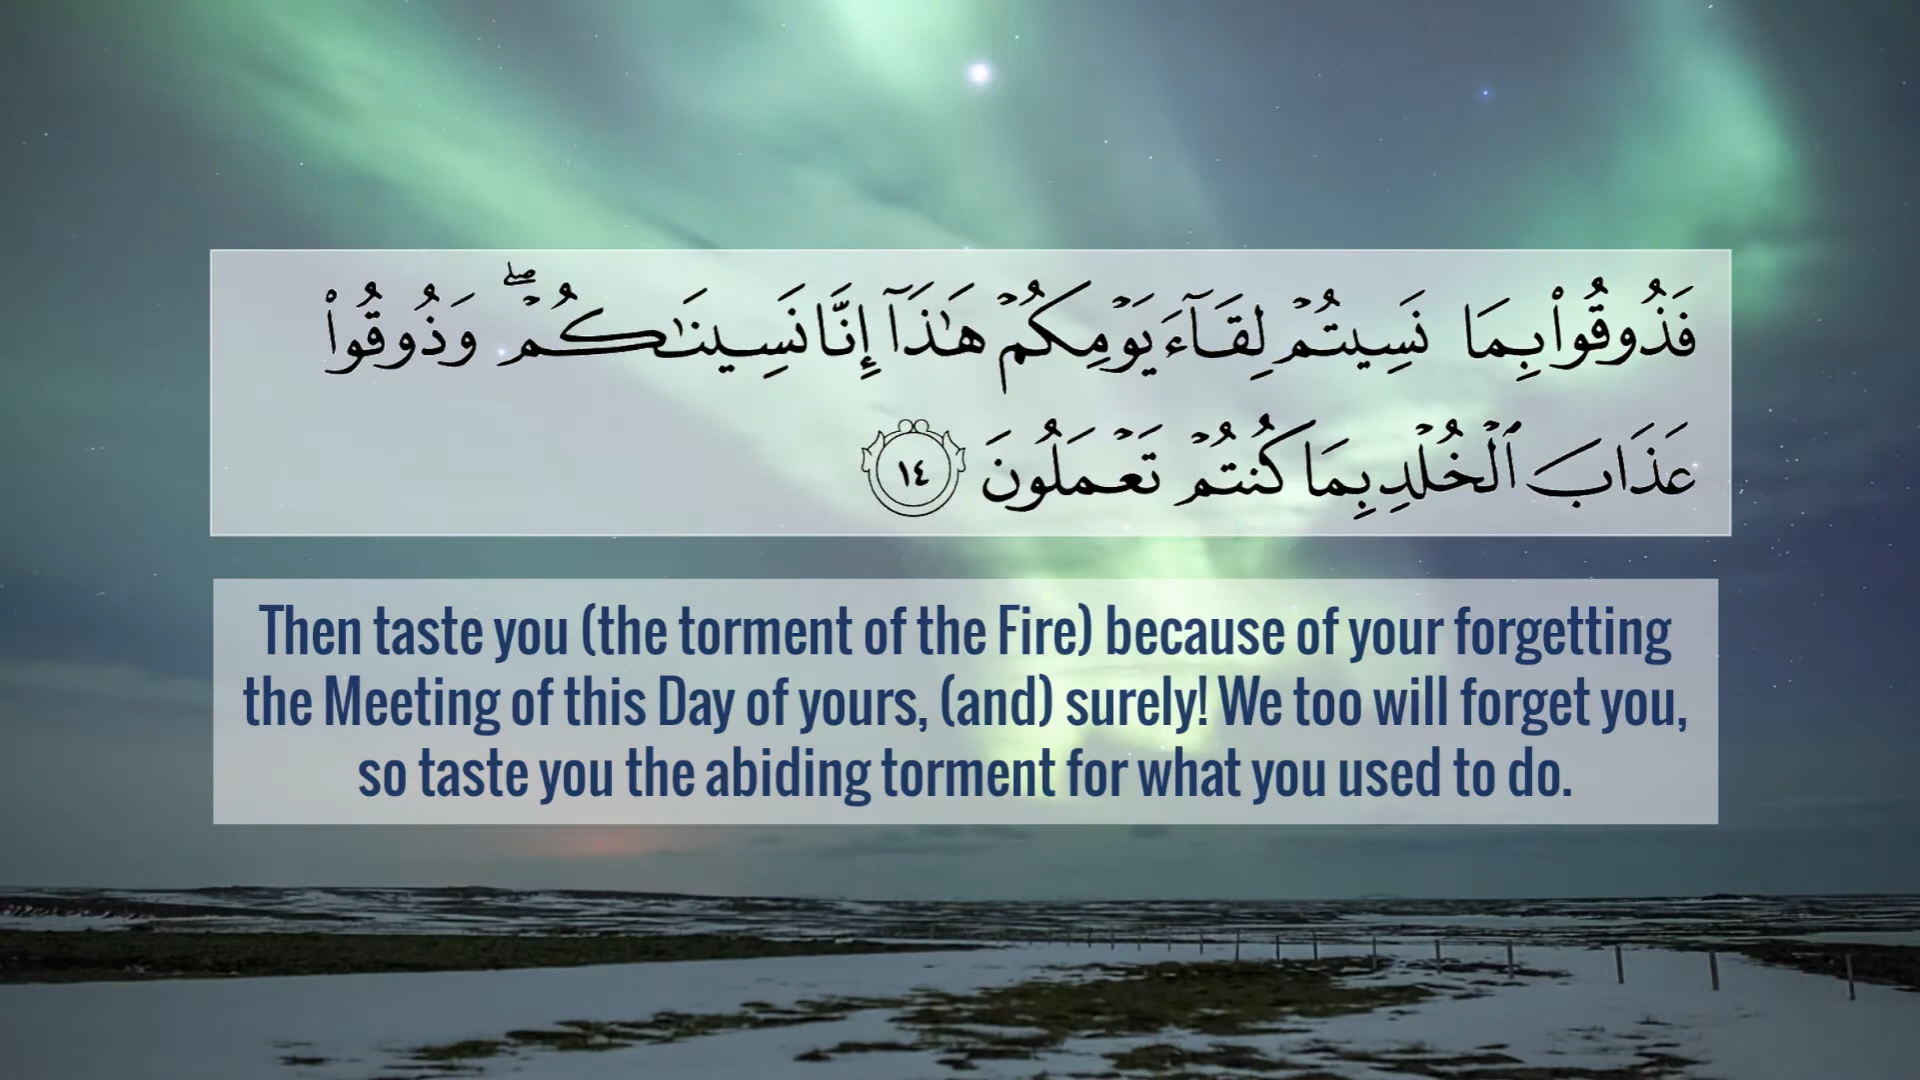 فَذُوقُوا۟ بِمَا نَسِيتُمْ لِقَآءَ يَوْمِكُمْ هَـٰذَآ إِنَّا نَسِينَـٰكُمْ ۖ وَذُوقُوا۟
عَذَابَ ٱلْخُلْدِ بِمَا كُنتُمْ تَعْمَلُونَ ١٤
Then taste you (the torment of the Fire) because of your forgetting
the Meeting of this Day of yours, (and) surely! We too will forget you,
so taste you the abiding torment for what you used to do.